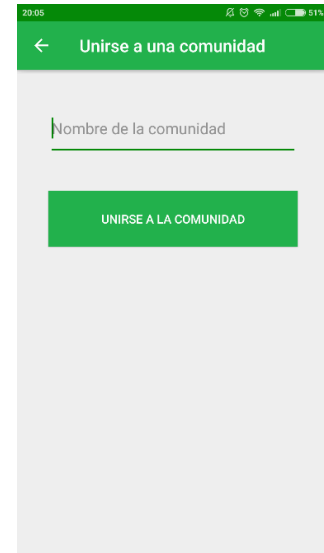 20:05 51%
Unirse a una comunidad
Nombre de la comunidad
UNIRSE A LA COMUNIDAD